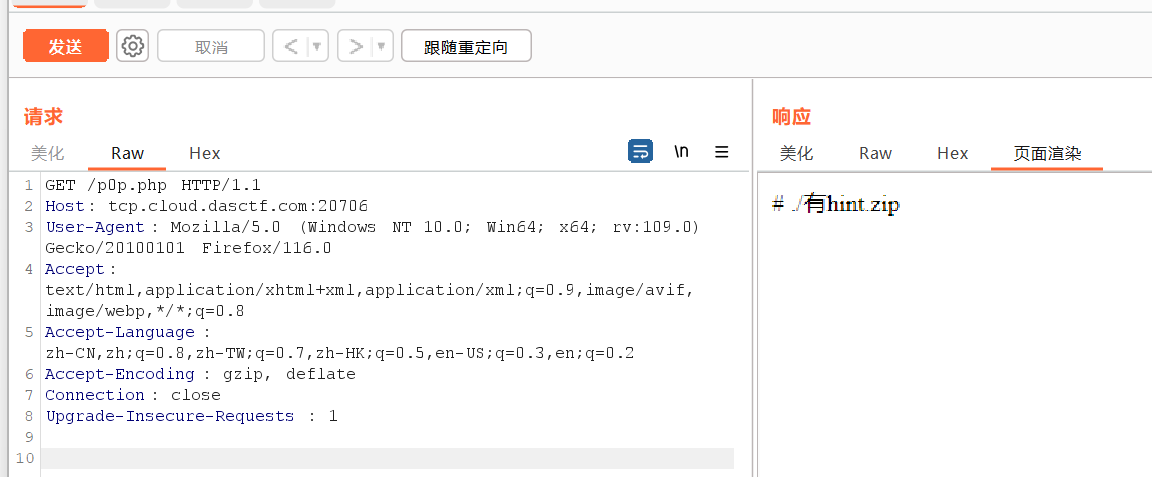 发送
取消
<
>
跟随重定向
请求
响应
美化
Raw
Hex
\n
美化
Raw
Hex
页面渲染
1 GET /p0p.php HTTP/1.1
2 Host: tcp.cloud.dasctf.com:20706
3 User-Agent : Mozilla/5.0 (Windows NT 10.0; Win64; x64; rv:109.0)
Gecko/20100101 Firefox/116.0
4 Accept :
text/html,application/xhtml+xml,application/xml;q=0.9,image/avif,
image/webp,*/*;q=0.8
5 Accept-Language :
zh-CN,zh;q=0.8,zh-TW;q=0.7,zh-HK;q=0.5,en-US;q=0.3,en;q=0.2
6 Accept-Encoding : gzip, deflate
7 Connection : close
8 Upgrade-Insecure-Requests : 1
9
10
# ./有hint.zip